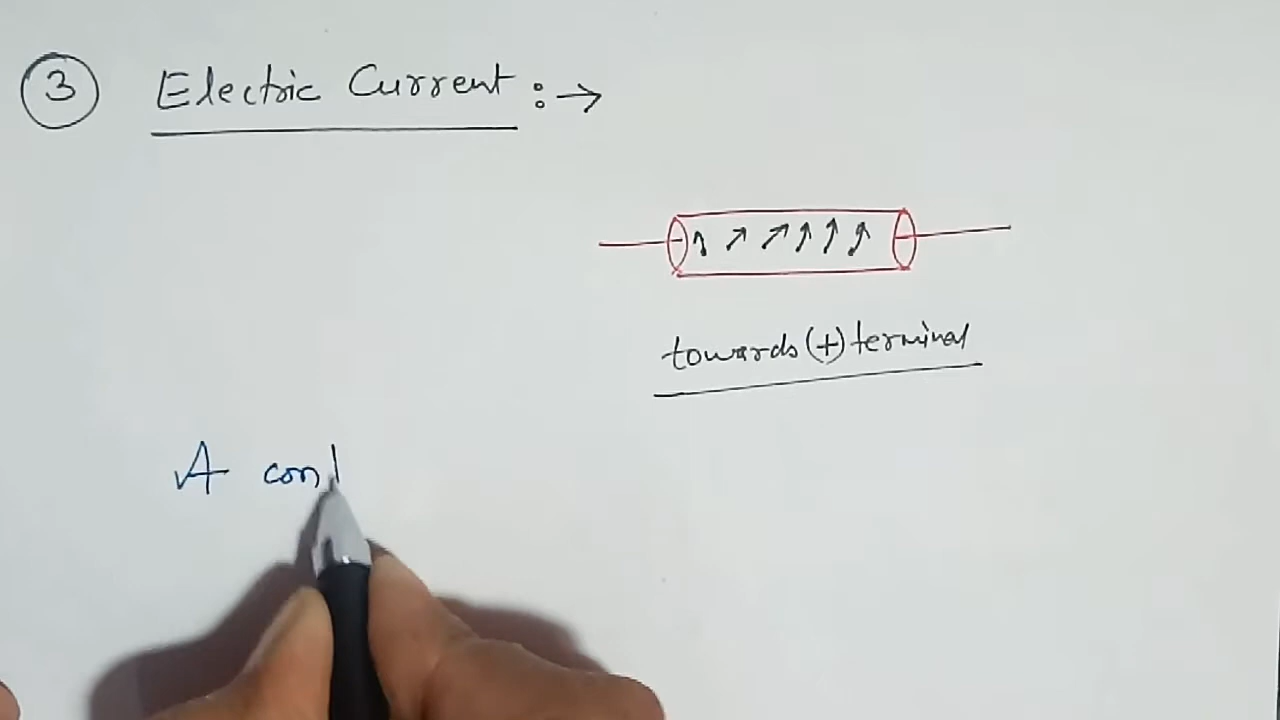 3 Electric Current :→
towards (+) terminal
A con